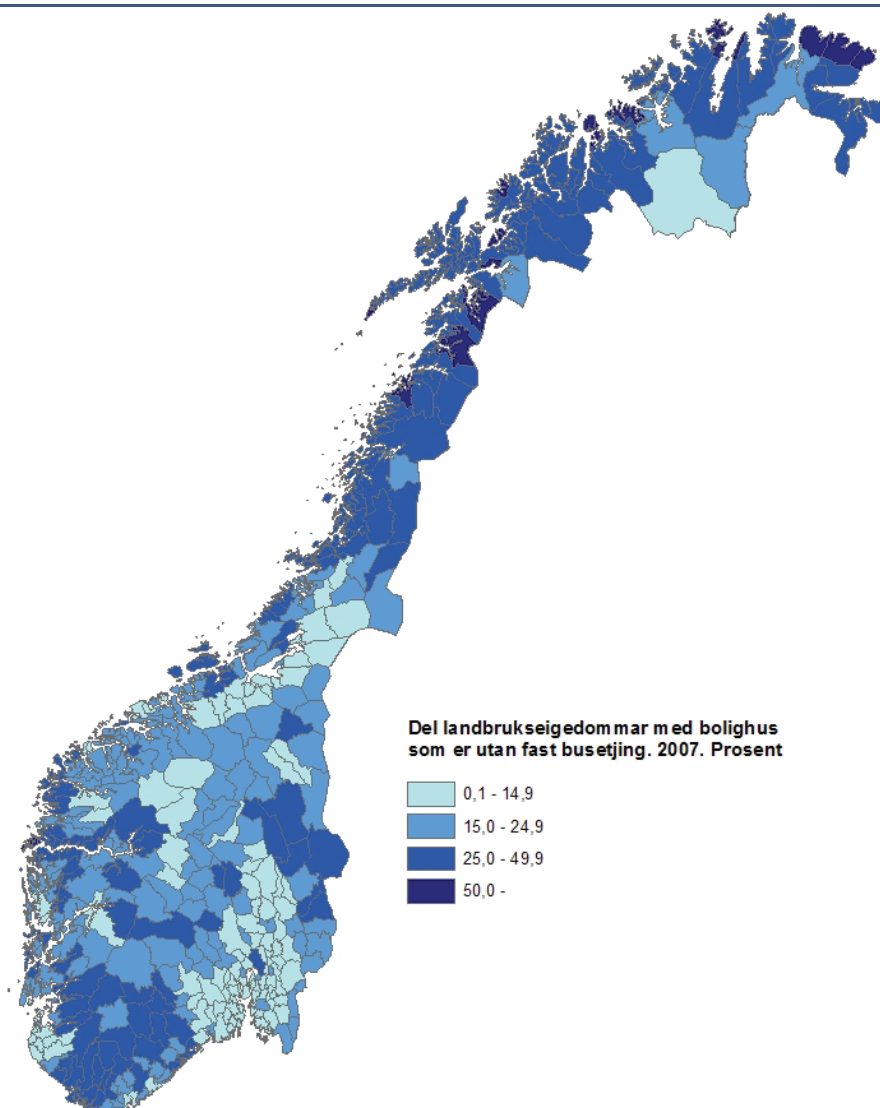 Del landbrukseigedommar med bolighus
som er utan fast busetjing. 2007. Prosent
0,1 - 14,9
15,0 - 24,9
25,0 - 49,9
50,0 -